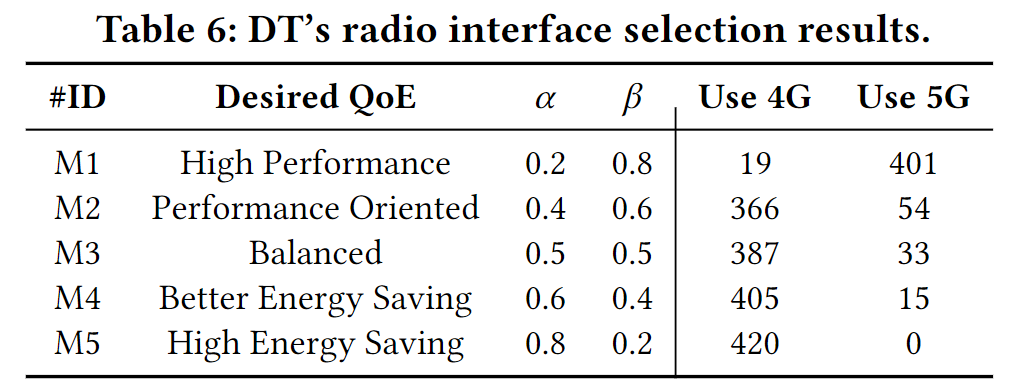 Table 6: DT's radio interface selection results.
#ID Desired QoE α β Use 4G Use 5G
M1 High Performance 0.2 0.8 19 401
M2 Performance Oriented 0.4 0.6 366 54
M3 Balanced 0.5 0.5 387 33
M4 Better Energy Saving 0.6 0.4 405 15
M5 High Energy Saving 0.8 0.2 420 0